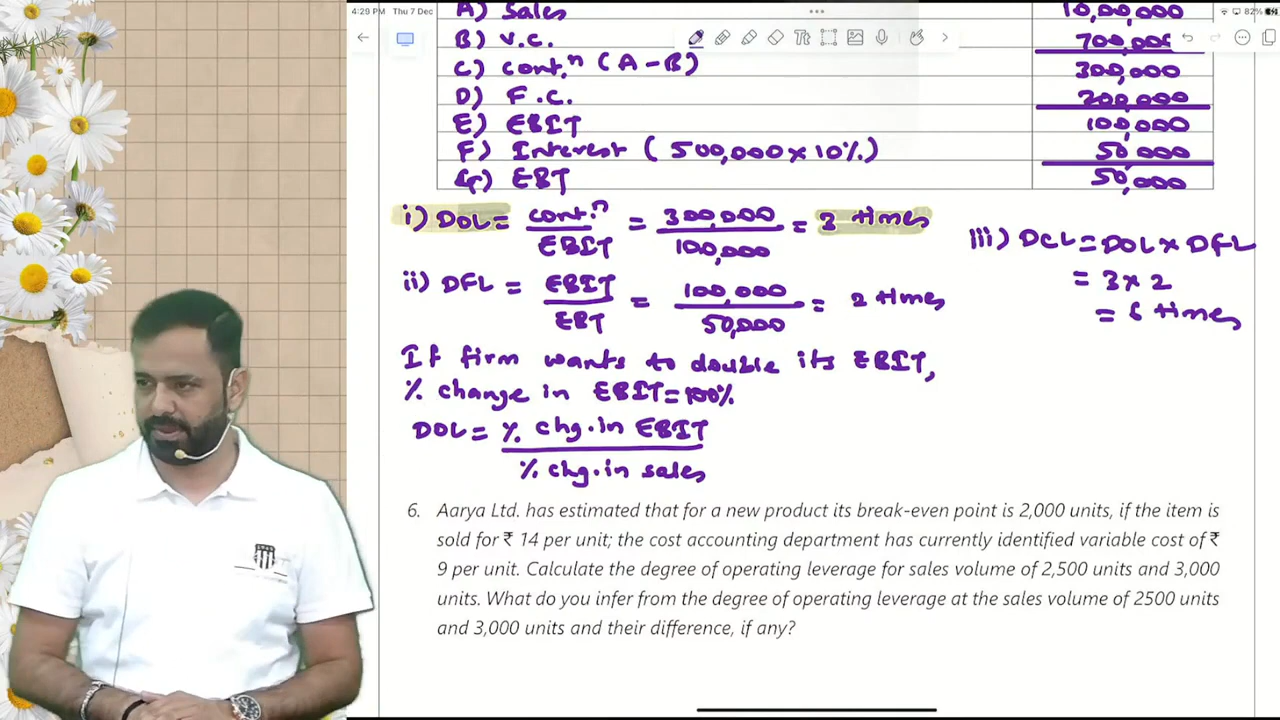 4:29 PM Thu 7 Dec
82%
A) Sales 10,00,000
B) V.C. 700,000
C) Cont.ⁿ (A-B) 300,000
D) F.C. 200,000
E) EBIT 100,000
F) Interest (500,000 x 10%) 50,000
G) EBT 50,000
i) DOL = Cont.ⁿ / EBIT = 300,000 / 100,000 = 3 times
iii) DCL = DOL x DFL
= 3 x 2
= 6 times
ii) DFL = EBIT / EBT = 100,000 / 50,000 = 2 times
If firm wants to double its EBIT,
% change in EBIT = 100%
DOL = % chg. in EBIT
% chg. in sales
6. Aarya Ltd. has estimated that for a new product its break-even point is 2,000 units, if the item is
sold for ₹ 14 per unit; the cost accounting department has currently identified variable cost of ₹
9 per unit. Calculate the degree of operating leverage for sales volume of 2,500 units and 3,000
units. What do you infer from the degree of operating leverage at the sales volume of 2500 units
and 3,000 units and their difference, if any?